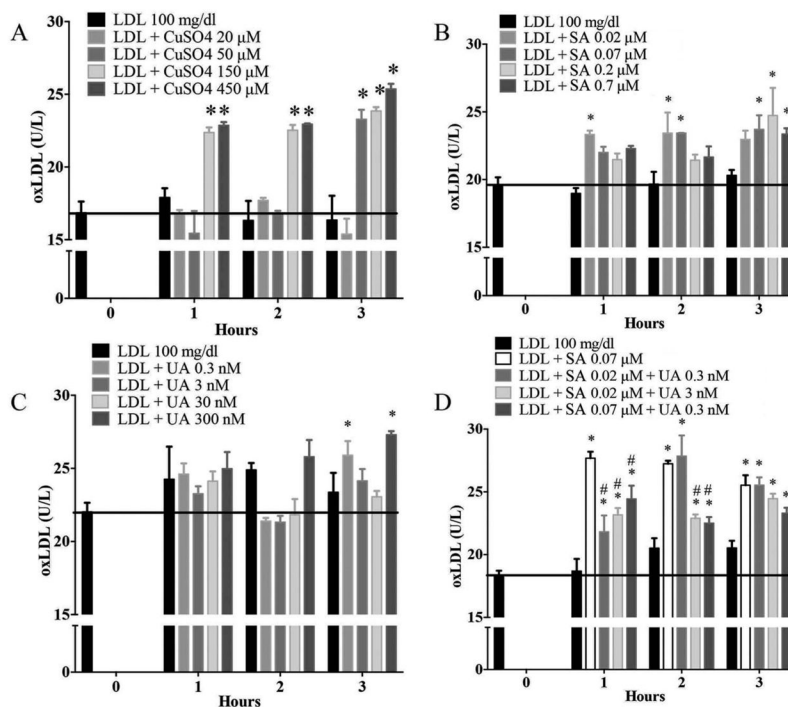 A
LDL 100 mg/dl
LDL + CuSO4 20 μM
LDL + CuSO4 50 μM
LDL + CuSO4 150 μM
LDL + CuSO4 450 μM
oxLDL (U/L)
30
25
20
15
0
* *
* *
* * *
0 1 2 3
Hours
B
LDL 100 mg/dl
LDL + SA 0.02 μM
LDL + SA 0.07 μM
LDL + SA 0.2 μM
LDL + SA 0.7 μM
oxLDL (U/L)
30
25
20
15
0
*
* *
* * *
0 1 2 3
Hours
C
LDL 100 mg/dl
LDL + UA 0.3 nM
LDL + UA 3 nM
LDL + UA 30 nM
LDL + UA 300 nM
oxLDL (U/L)
30
25
20
15
0
* *
0 1 2 3
Hours
D
LDL 100 mg/dl
LDL + SA 0.07 μM
LDL + SA 0.02 μM + UA 0.3 nM
LDL + SA 0.02 μM + UA 3 nM
LDL + SA 0.07 μM + UA 0.3 nM
oxLDL (U/L)
30
25
20
15
0
# # #
* * * *
# #
* * * *
* * * *
0 1 2 3
Hours